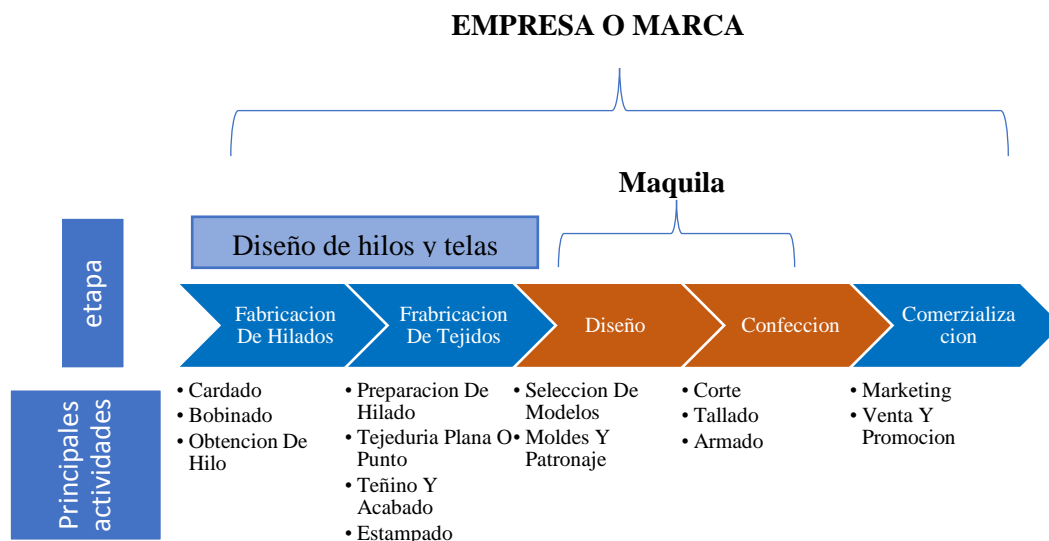 EMPRESA O MARCA
Maquila
Diseño de hilos y telas
etapa
Fabricacion
De Hilados
Frabricacion
De Tejidos
Diseño
Confeccion
Comerzializa
cion
Principales
actividades
• Cardado
• Bobinado
• Obtencion De
Hilo
• Preparacion De
Hilado
• Tejeduria Plana O
Punto
• Teñino Y
Acabado
• Estampado
• Seleccion De
Modelos
• Moldes Y
Patronaje
• Corte
• Tallado
• Armado
• Marketing
• Venta Y
Promocion